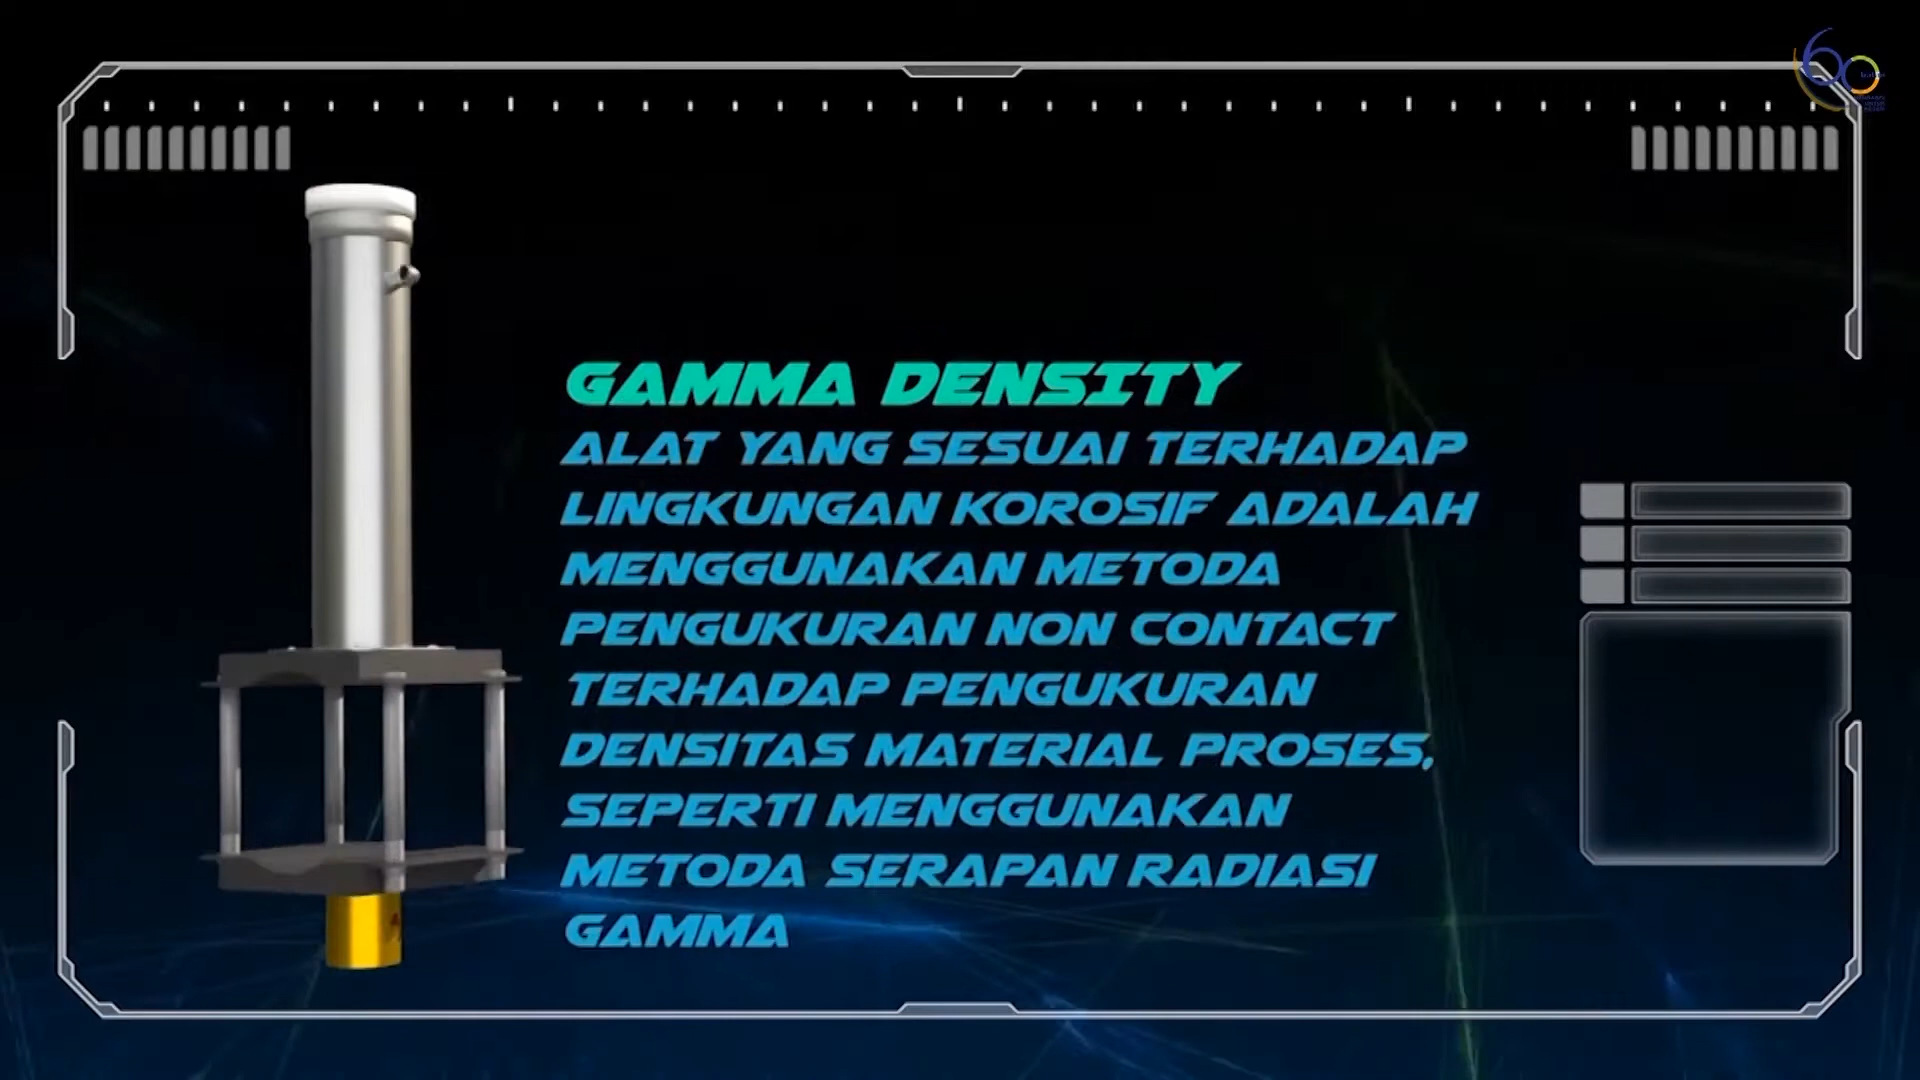 GAMMA DENSITY
ALAT YANG SESUAI TERHADAP
LINGKUNGAN KOROSIF ADALAH
MENGGUNAKAN METODA
PENGUKURAN NON CONTACT
TERHADAP PENGUKURAN
DENSITAS MATERIAL PROSES,
SEPERTI MENGGUNAKAN
METODA SERAPAN RADIASI
GAMMA
60